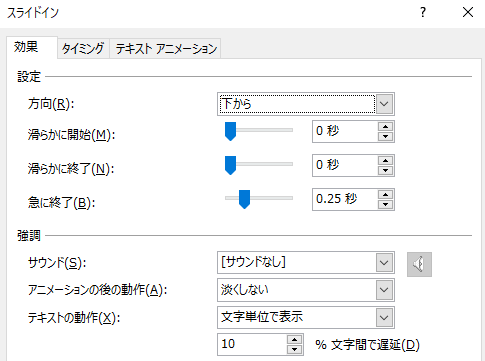 スライドイン ? ×
効果 タイミング テキスト アニメーション
設定
方向(R): 下から
滑らかに開始(M): 0 秒
滑らかに終了(N): 0 秒
急に終了(B): 0.25 秒
強調
サウンド(S): [サウンドなし]
アニメーションの後の動作(A): 淡くしない
テキストの動作(X): 文字単位で表示
10 % 文字間で遅延(D)